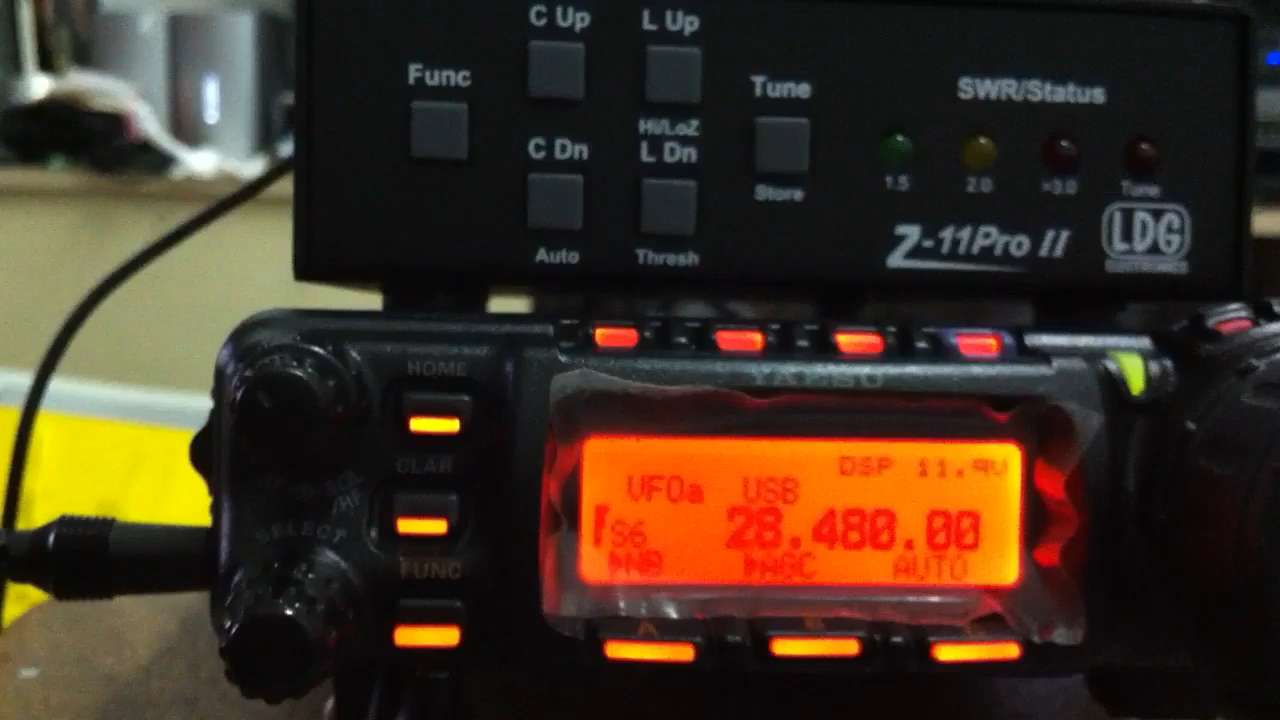 C Up L Up
Func Tune SWR/Status
Hi/LoZ
C Dn L Dn
1.5 2.0 >3.0 Tune
Store
Auto Thresh
Z-11Pro II LDG
HOME
YAESU
CLAR
SELECT
FUNC
DSP 11.9V
VFOa USB
S6 28.480.00
NB AGC AUTO
A